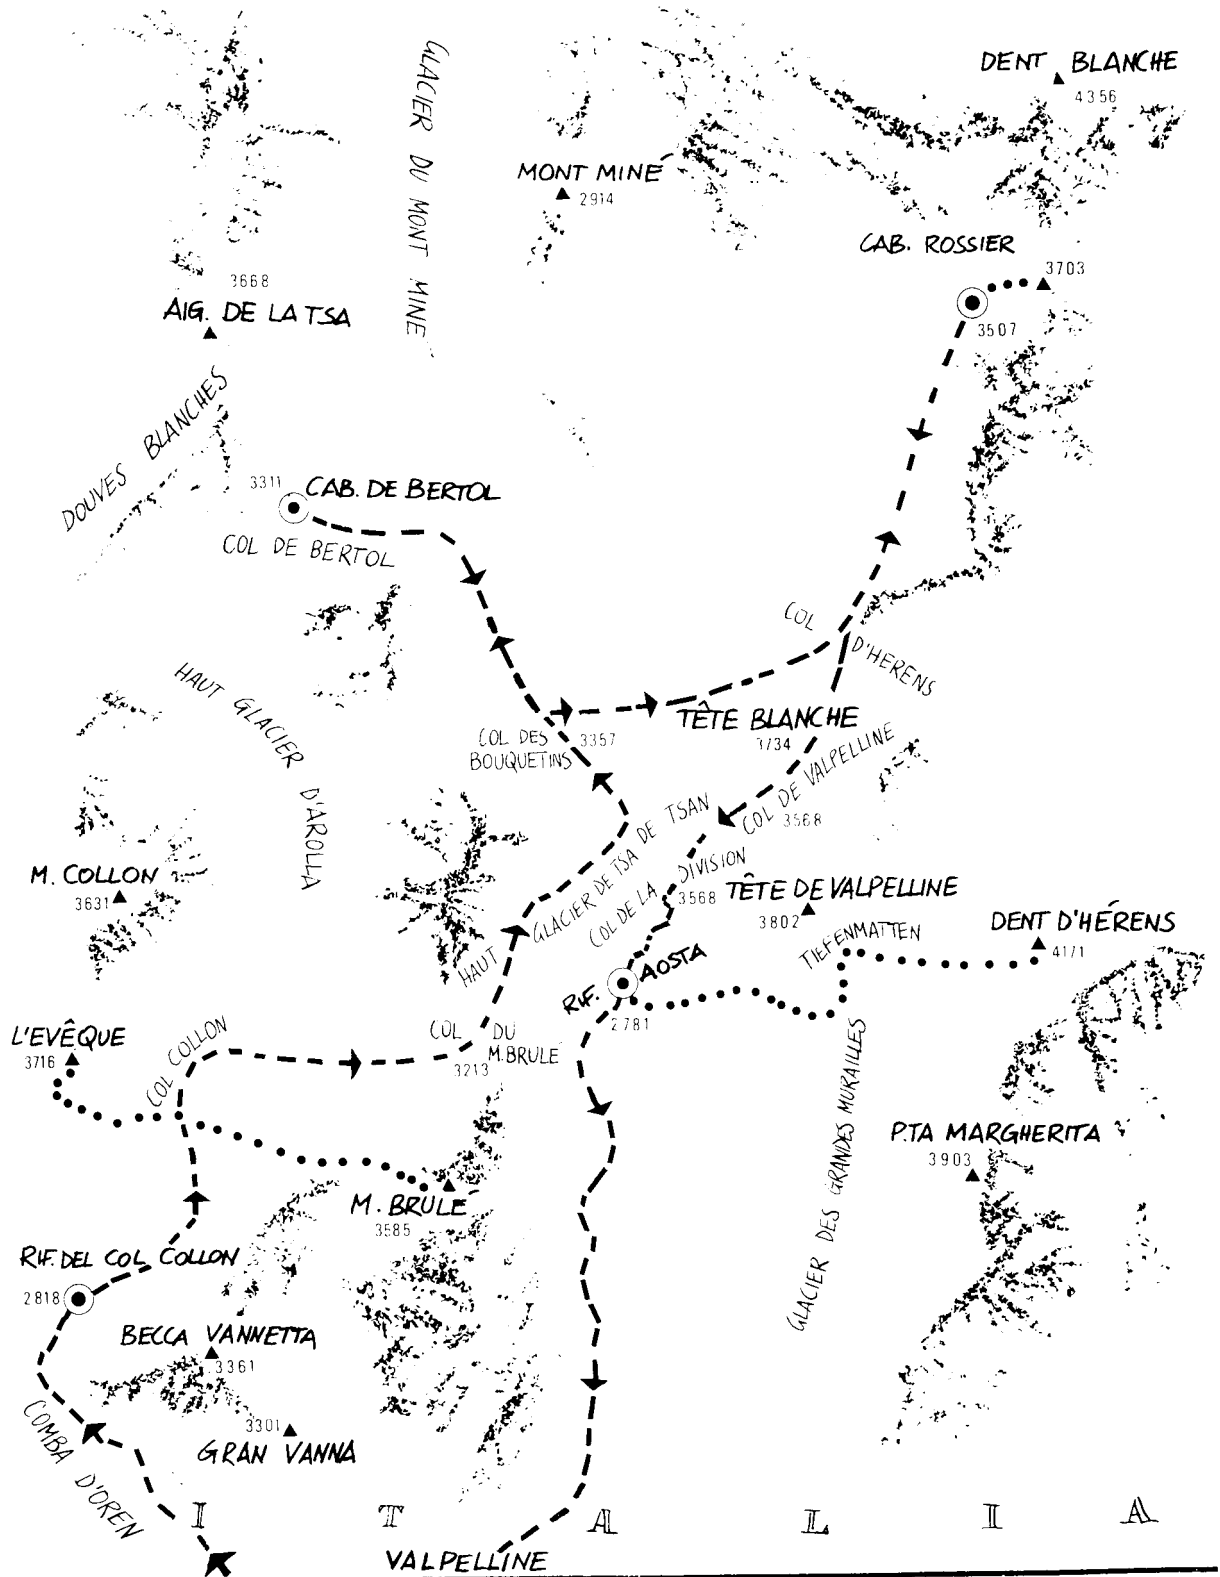 DENT BLANCHE
4356
GLACIER DU MONT MINE
MONT MINE
2914
CAB. ROSSIER
3703
3507
3668
AIG. DE LA TSA
DOUVES BLANCHES
3311
CAB. DE BERTOL
COL DE BERTOL
COL
D'HERENS
HAUT GLACIER D'AROLLA
TÊTE BLANCHE
3734
COL DES
BOUQUETINS
3357
COL DE VALPELLINE
3568
HAUT GLACIER DE TSA DE TSAN
COL DE LA DIVISION
3568
M. COLLON
3631
TÊTE DE VALPELLINE
3802
TIEFENMATTEN
DENT D'HÉRENS
4171
RIF. AOSTA
2781
L'EVÊQUE
3716
COL COLLON
COL DU
M. BRULE
3213
GLACIER DES GRANDES MURAILLES
P.TA MARGHERITA
3903
M. BRULE
3585
RIF. DEL COL COLLON
2818
BECCA VANNETTA
3361
3301
GRAN VANNA
COMBA D'OREN
I T A L I A
VALPELLINE